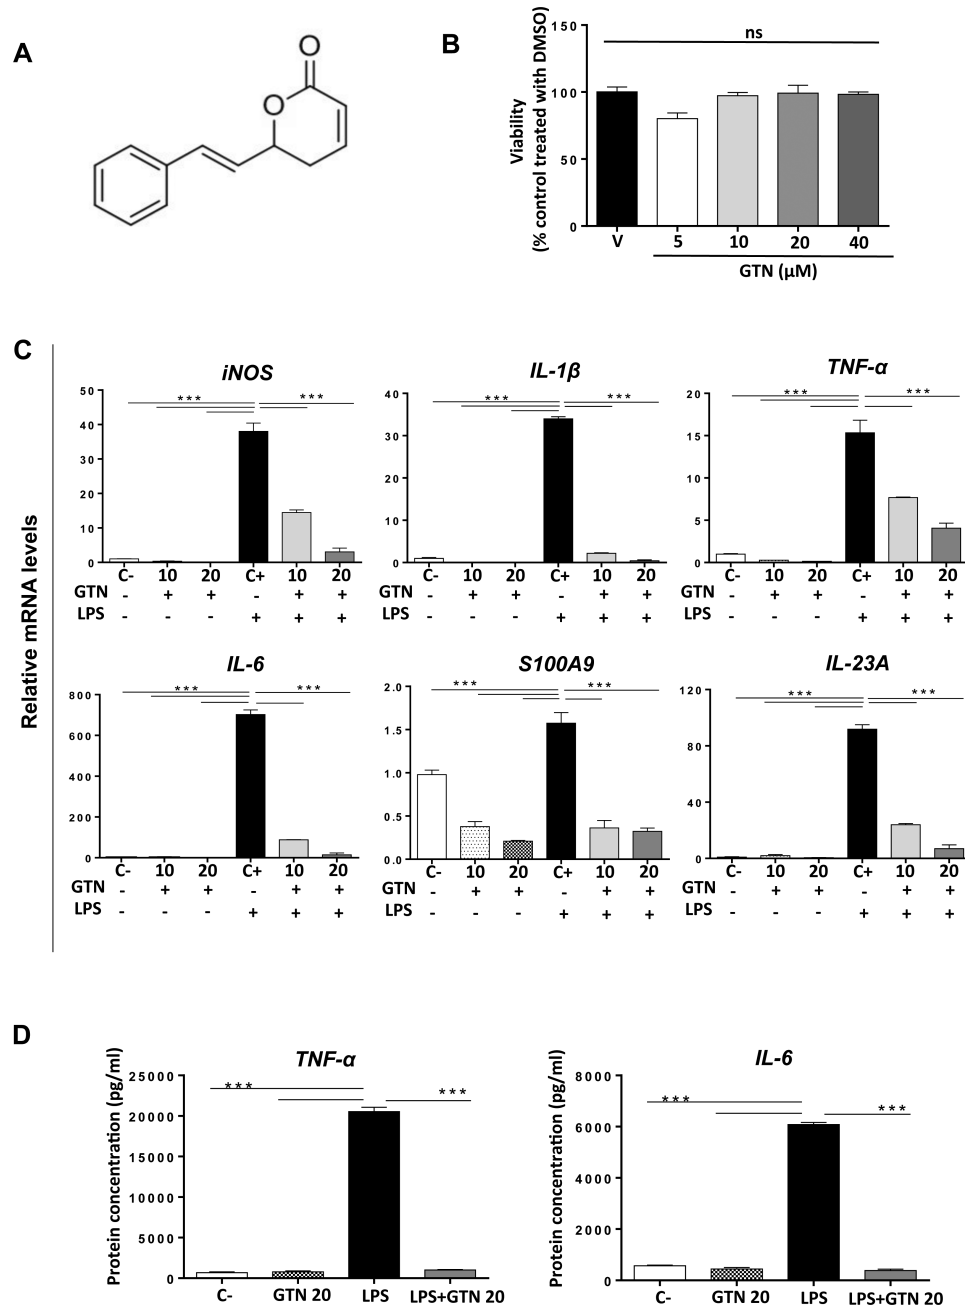 A
O
O
B
Viability
(% control treated with DMSO)
150
100
50
0
ns
V 5 10 20 40
GTN (μM)
C
Relative mRNA levels
iNOS
50
40
30
20
10
0
*** ***
C- 10 20 C+ 10 20
GTN - + + - + +
LPS - - - + + +
IL-1β
40
30
20
10
0
*** ***
C- 10 20 C+ 10 20
GTN - + + - + +
LPS - - - + + +
TNF-α
20
15
10
5
0
*** ***
C- 10 20 C+ 10 20
GTN - + + - + +
LPS - - - + + +
IL-6
800
600
400
200
0
*** ***
C- 10 20 C+ 10 20
GTN - + + - + +
LPS - - - + + +
S100A9
2.0
1.5
1.0
0.5
0.0
*** ***
C- 10 20 C+ 10 20
GTN - + + - + +
LPS - - - + + +
IL-23A
120
80
40
0
*** ***
C- 10 20 C+ 10 20
GTN - + + - + +
LPS - - - + + +
D
TNF-α
Protein concentration (pg/ml)
25000
20000
15000
10000
5000
0
*** ***
C- GTN 20 LPS LPS+GTN 20
IL-6
Protein concentration (pg/ml)
8000
6000
4000
2000
0
*** ***
C- GTN 20 LPS LPS+GTN 20